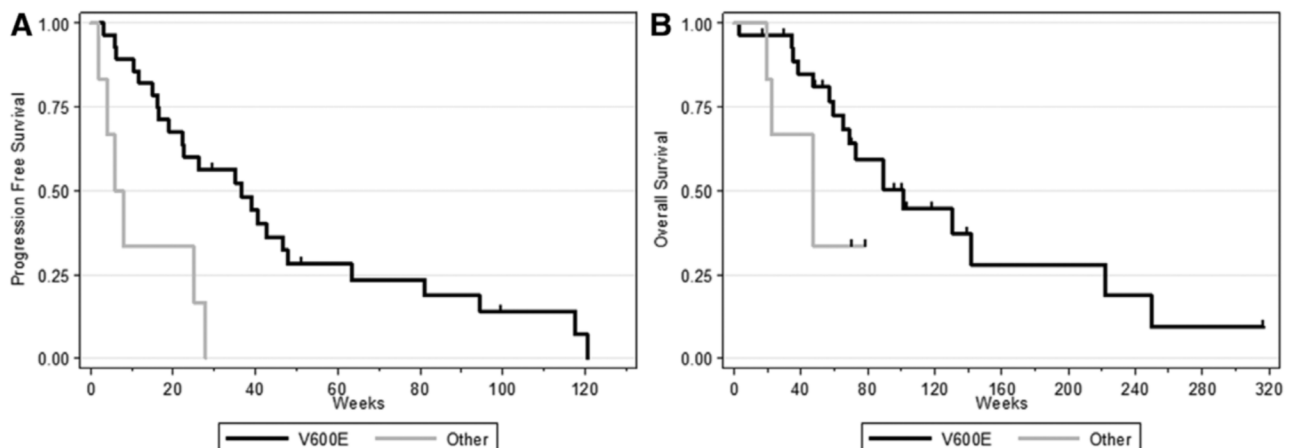 A
Progression Free Survival
1.00
0.75
0.50
0.25
0.00
0 20 40 60 80 100 120
Weeks
V600E Other
B
Overall Survival
1.00
0.75
0.50
0.25
0.00
0 40 80 120 160 200 240 280 320
Weeks
V600E Other